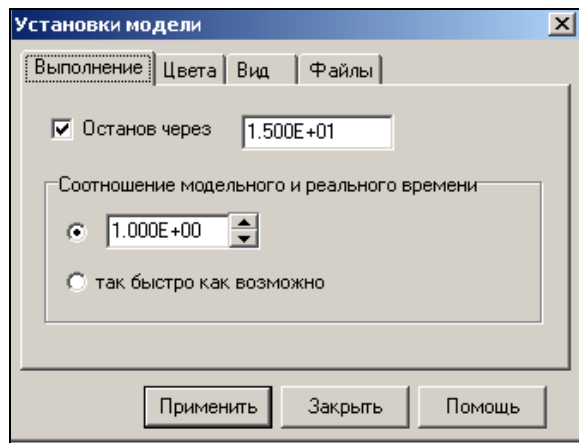 Установки модели
Выполнение Цвета Вид Файлы
Останов через 1.500E+01
Соотношение модельного и реального времени
1.000E+00
так быстро как возможно
Применить Закрыть Помощь